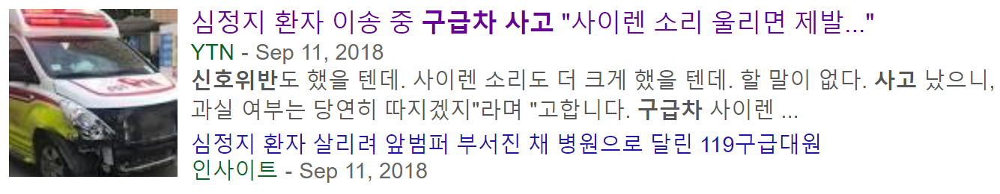 심정지 환자 이송 중 구급차 사고 "사이렌 소리 울리면 제발..."
YTN - Sep 11, 2018
신호위반도 했을 텐데. 사이렌 소리도 더 크게 했을 텐데. 할 말이 없다. 사고 났으니,
과실 여부는 당연히 따지겠지"라며 "고합니다. 구급차 사이렌 ...
심정지 환자 살리려 앞범퍼 부서진 채 병원으로 달린 119구급대원
인사이트 - Sep 11, 2018